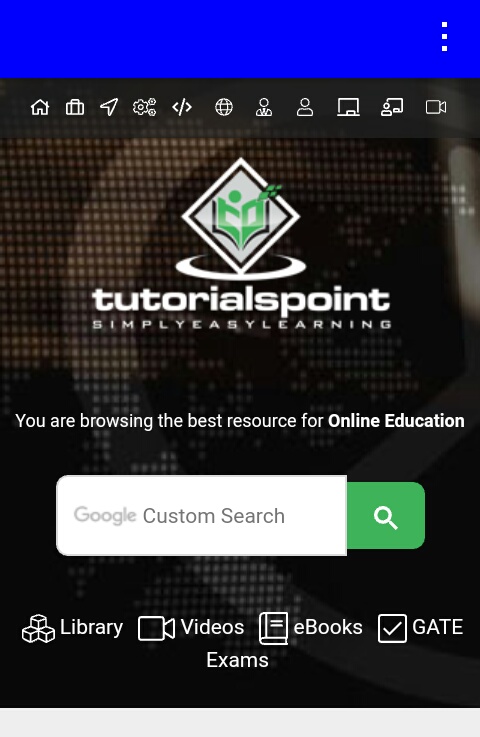 tutorialspoint
SIMPLYEASYLEARNING
You are browsing the best resource for Online Education
Google Custom Search
Library Videos eBooks GATE
Exams